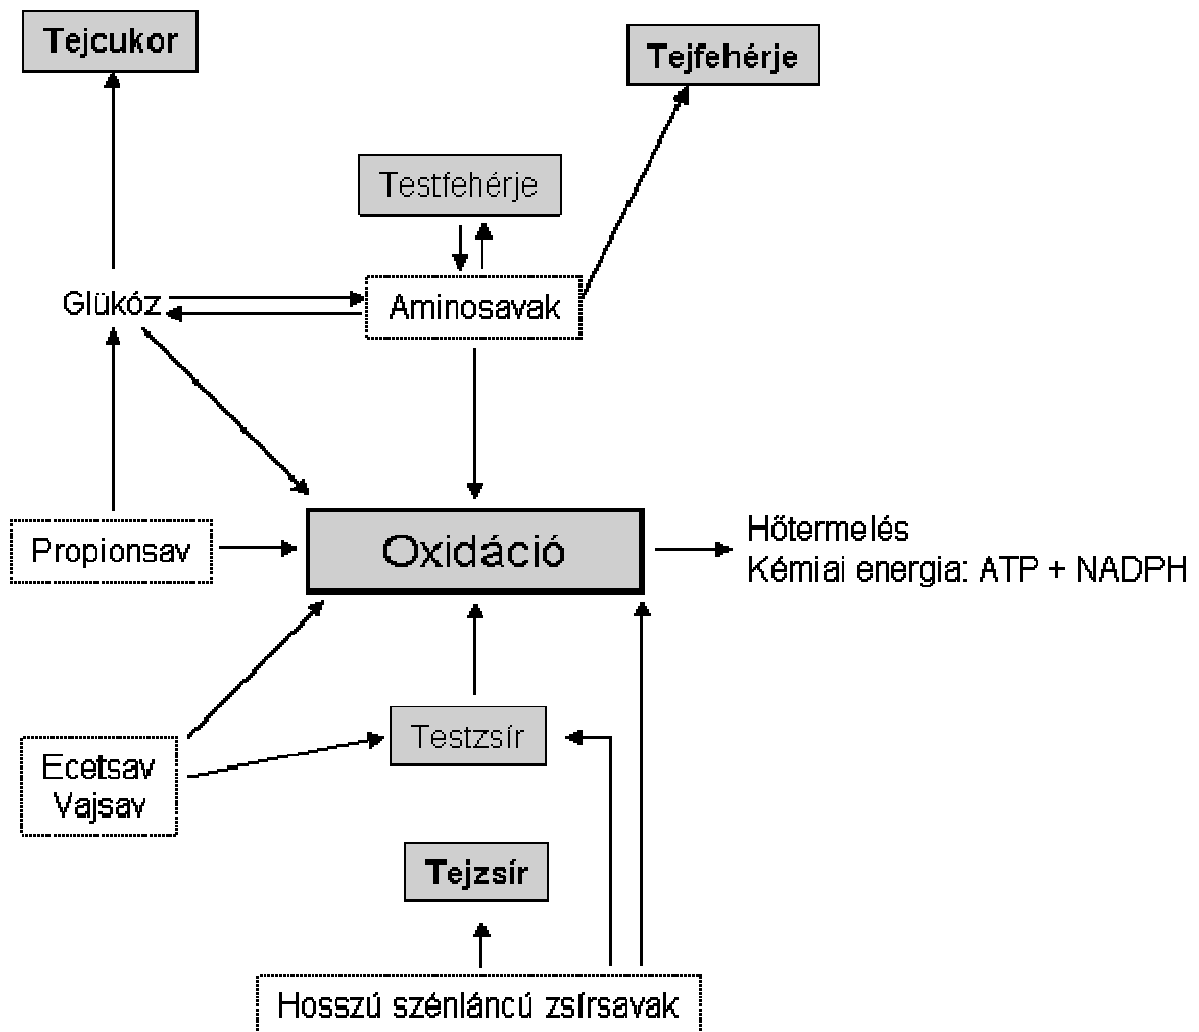 Tejcukor
Tejfehérje
Testfehérje
Glükóz
Aminosavak
Propionsav
Oxidáció
Hőtermelés
Kémiai energia: ATP + NADPH
Testzsír
Ecetsav
Vajsav
Tejzsír
Hosszú szénláncú zsírsavak